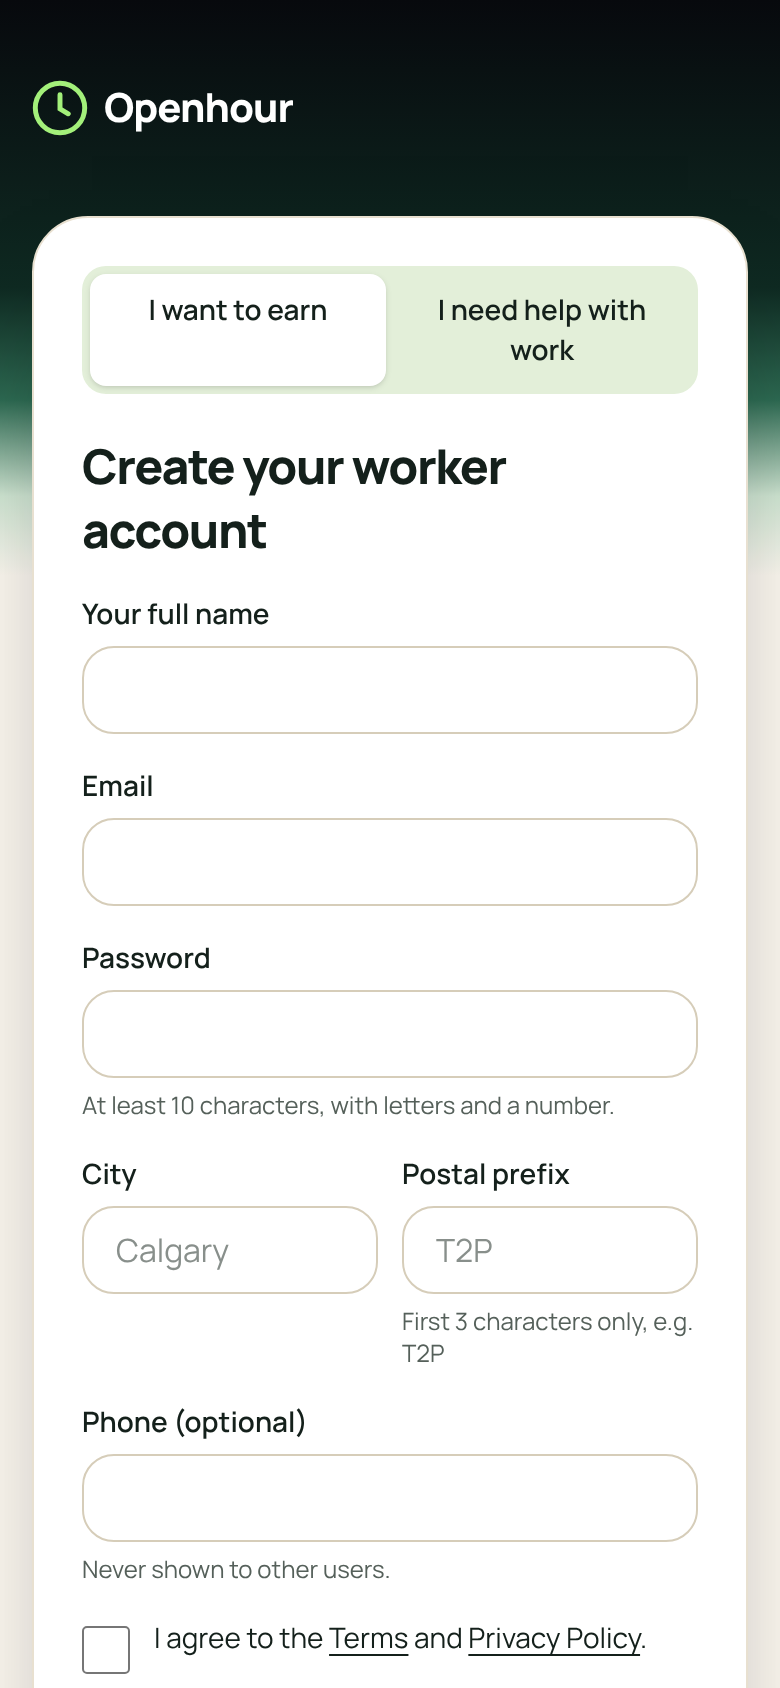 Openhour
I want to earn
I need help with
work
Create your worker
account
Your full name
Email
Password
At least 10 characters, with letters and a number.
City
Postal prefix
Calgary
T2P
First 3 characters only, e.g.
T2P
Phone (optional)
Never shown to other users.
I agree to the Terms and Privacy Policy.